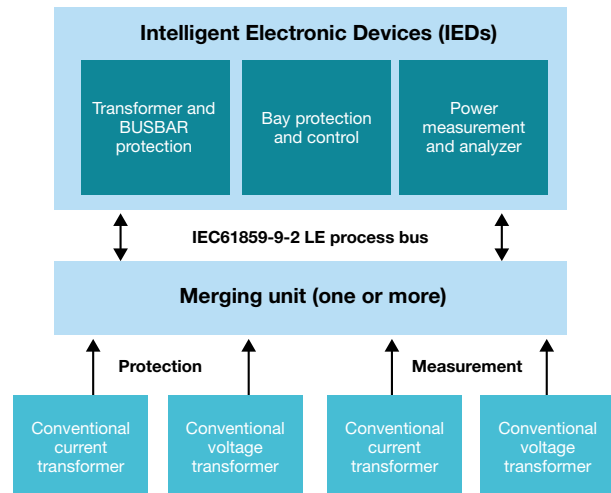 Intelligent Electronic Devices (IEDs)
Transformer and
BUSBAR
protection
Bay protection
and control
Power
measurement
and analyzer
IEC61859-9-2 LE process bus
Merging unit (one or more)
Protection
Measurement
Conventional
current
transformer
Conventional
voltage
transformer
Conventional
current
transformer
Conventional
voltage
transformer